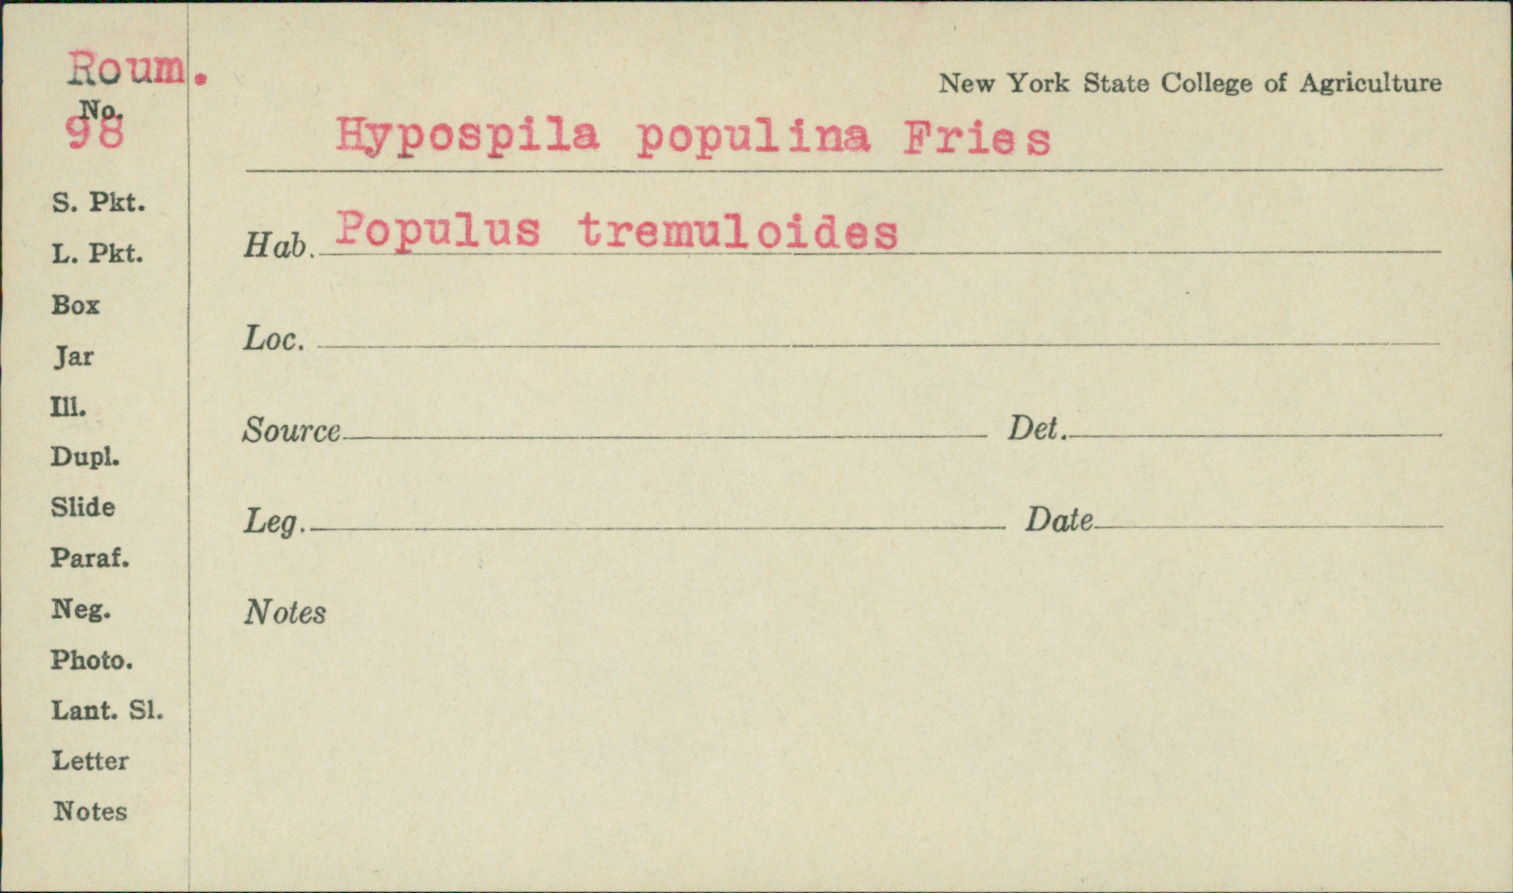 Roum.
No.
98
New York State College of Agriculture
Hypospila populina Fries
Hab. Populus tremuloides
Loc.
Source Det.
Leg. Date
Notes
S. Pkt.
L. Pkt.
Box
Jar
Ill.
Dupl.
Slide
Paraf.
Neg.
Photo.
Lant. Sl.
Letter
Notes